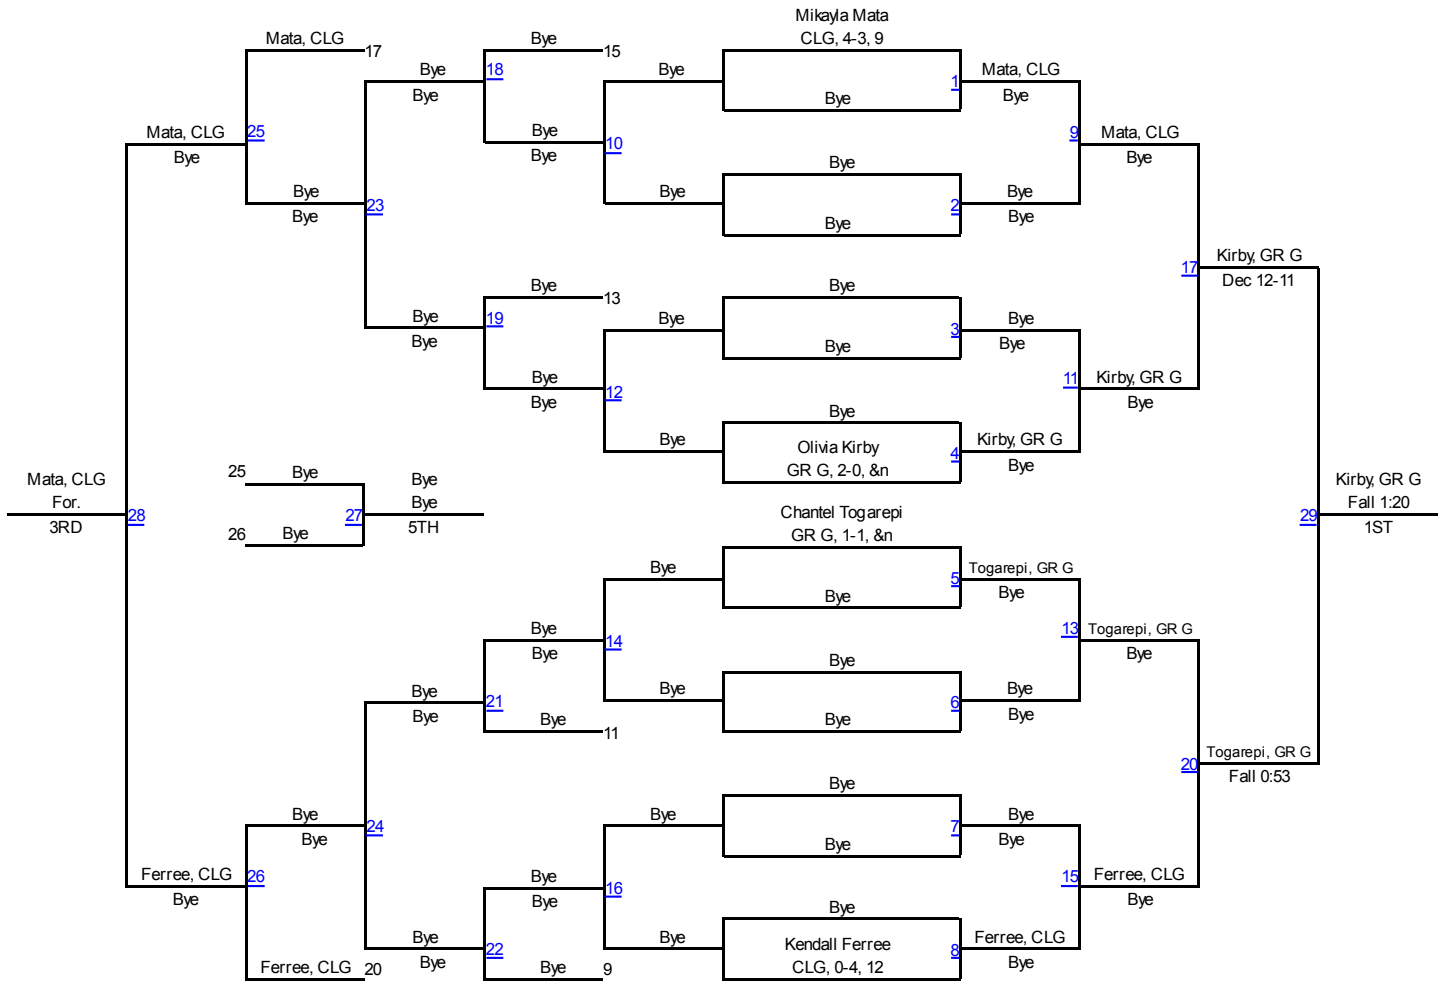 Mikayla Mata
Mata, CLG
17
Bye
15
CLG, 4-3, 9
Bye
18
Bye
Bye
1
Mata, CLG
Bye
Bye
Bye
Mata, CLG
25
Bye
10
9
Mata, CLG
Bye
Bye
Bye
Bye
Bye
Bye
Bye
2
Bye
Bye
23
Bye
Bye
17
Kirby, GR G
Dec 12-11
Bye
13
Bye
Bye
19
Bye
3
Bye
Bye
Bye
Bye
Bye
12
11
Kirby, GR G
Bye
Bye
Bye
Bye
Olivia Kirby
4
Kirby, GR G
GR G, 2-0, &n
Bye
25
Bye
Mata, CLG
Bye
Kirby, GR G
For.
28
27
Bye
Chantel Togarepi
29
Fall 1:20
3RD
26
Bye
5TH
GR G, 1-1, &n
1ST
Bye
5
Togarepi, GR G
Bye
Bye
Bye
14
13
Togarepi, GR G
Bye
Bye
Bye
Bye
21
Bye
6
Bye
Bye
Bye
Bye
11
Bye
20
Togarepi, GR G
Fall 0:53
Bye
Bye
24
Bye
7
Bye
Bye
Bye
Bye
Ferree, CLG
26
Bye
16
15
Ferree, CLG
Bye
Bye
Bye
Bye
Bye
22
Bye
Kendall Ferree
8
Ferree, CLG
Bye
Bye
Ferree, CLG
20
Bye
9
CLG, 0-4, 12